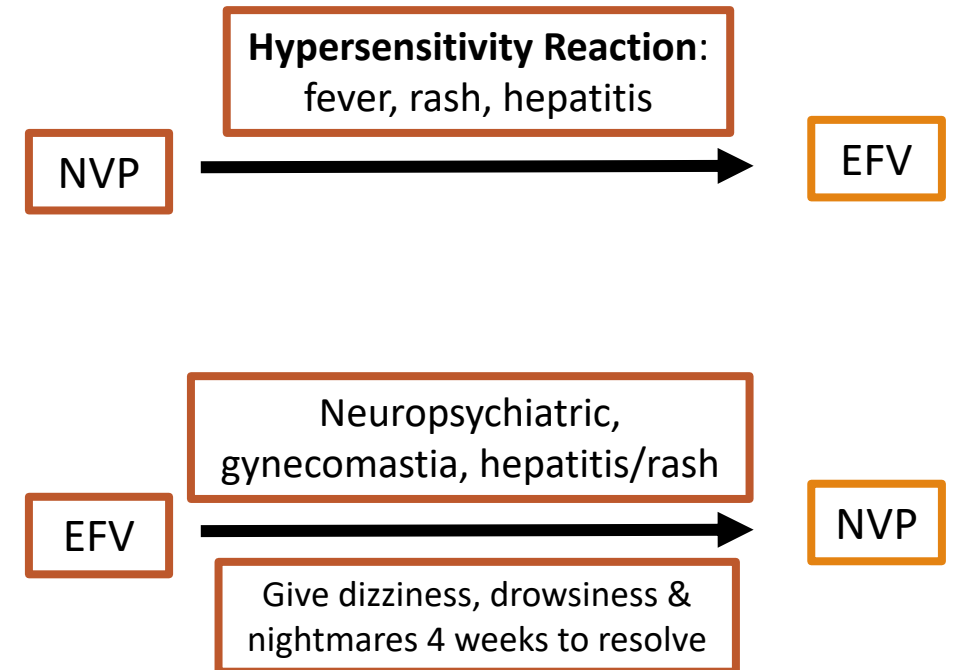 Hypersensitivity Reaction:
fever, rash, hepatitis
NVP
EFV
Neuropsychiatric,
gynecomastia, hepatitis/rash
EFV
NVP
Give dizziness, drowsiness &
nightmares 4 weeks to resolve